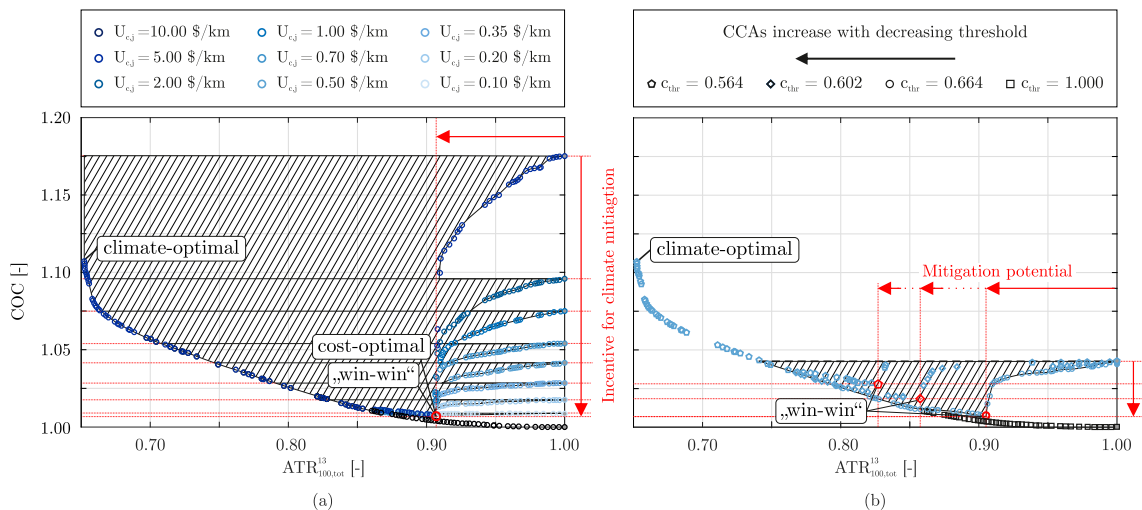 U_c,j = 10.00 $/km U_c,j = 1.00 $/km U_c,j = 0.35 $/km
U_c,j = 5.00 $/km U_c,j = 0.70 $/km U_c,j = 0.20 $/km
U_c,j = 2.00 $/km U_c,j = 0.50 $/km U_c,j = 0.10 $/km
1.20
1.15
1.10
1.05
1.00
COC [-]
climate-optimal
cost-optimal
„win-win“
0.70 0.80 0.90 1.00
ATR^13_100,tot [-]
(a)
Incentive for climate mitiagtion
CCAs increase with decreasing threshold
c_thr = 0.564 c_thr = 0.602 c_thr = 0.664 c_thr = 1.000
climate-optimal
Mitigation potential
„win-win“
0.70 0.80 0.90 1.00
ATR^13_100,tot [-]
(b)